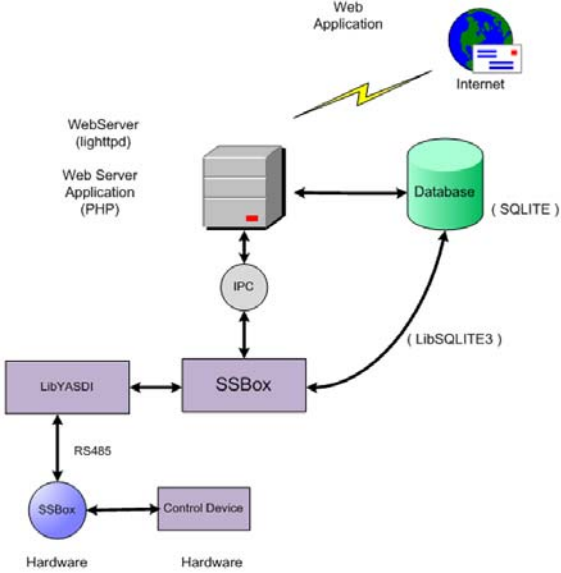 Web
Application
Internet
WebServer
(lighttpd)
Web Server
Application
(PHP)
Database
( SQLITE )
IPC
( LibSQLITE3 )
LibYASDI
SSBox
RS485
SSBox
Control Device
Hardware
Hardware